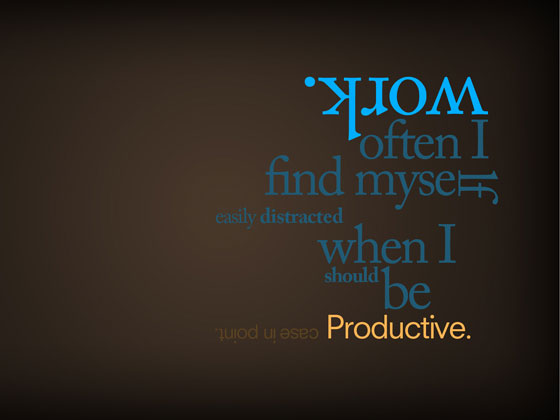 work.
often I
find myself
easily distracted
when I
should be
case in point. Productive.